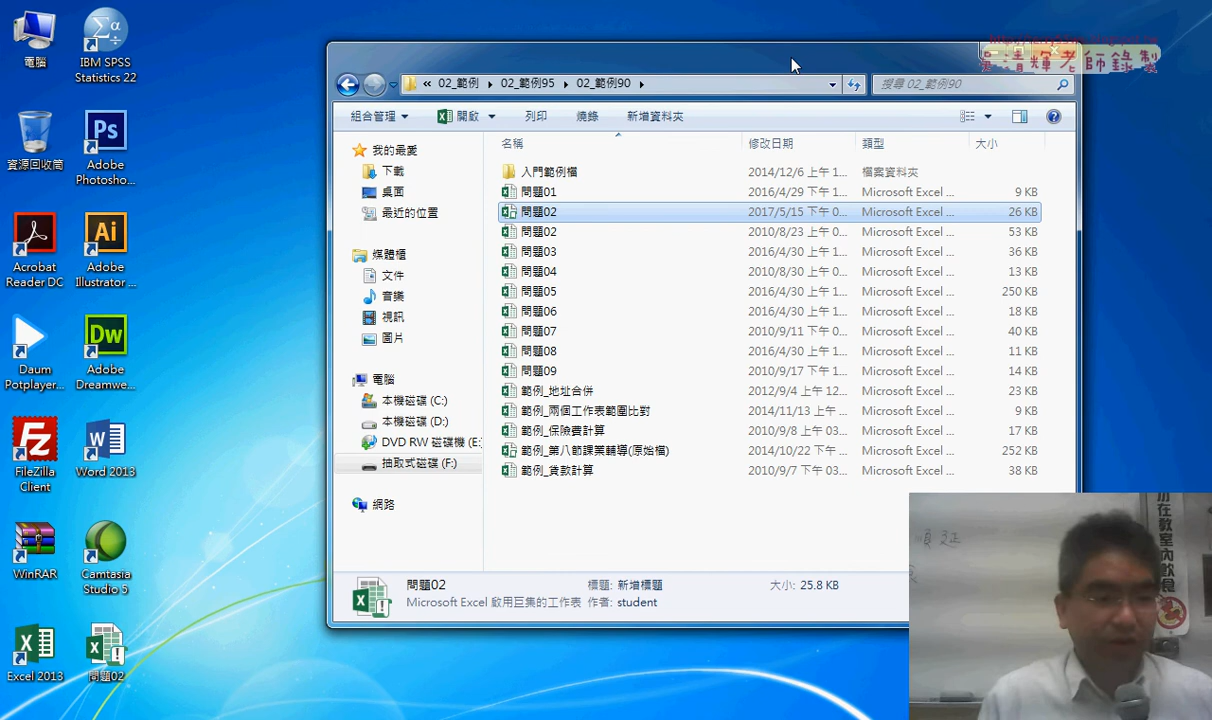 電腦
IBM SPSS
Statistics 22
資源回收筒
Adobe
Photosho...
Acrobat
Reader DC
Adobe
Illustrator ...
Daum
Potplayer...
Adobe
Dreamwe...
FileZilla
Client
Word 2013
WinRAR
Camtasia
Studio 5
Excel 2013
問題02
吳清輝老師錄製
« 02_範例 ▸ 02_範例95 ▸ 02_範例90 ▸
搜尋 02_範例90
組合管理 開啟 列印 燒錄 新增資料夾
我的最愛
下載
桌面
最近的位置
媒體櫃
文件
音樂
視訊
圖片
電腦
本機磁碟 (C:)
本機磁碟 (D:)
DVD RW 磁碟機 (E:
抽取式磁碟 (F:)
網路
名稱 修改日期 類型 大小
入門範例檔 2014/12/6 上午 1... 檔案資料夾
問題01 2016/4/29 下午 1... Microsoft Excel ... 9 KB
問題02 2017/5/15 下午 0... Microsoft Excel ... 26 KB
問題02 2010/8/23 下午 0... Microsoft Excel ... 53 KB
問題03 2016/4/29 下午 1... Microsoft Excel ... 36 KB
問題04 2010/8/30 上午 0... Microsoft Excel ... 13 KB
問題05 2016/4/30 上午 1... Microsoft Excel ... 250 KB
問題06 2016/4/30 上午 1... Microsoft Excel ... 18 KB
問題07 2010/9/11 下午 0... Microsoft Excel ... 40 KB
問題08 2016/4/30 上午 1... Microsoft Excel ... 11 KB
問題09 2010/9/17 下午 1... Microsoft Excel ... 14 KB
範例_地址合併 2012/9/4 上午 12... Microsoft Excel ... 23 KB
範例_兩個工作表範圍比對 2014/11/13 上午 ... Microsoft Excel ... 9 KB
範例_保險費計算 2010/9/8 上午 03... Microsoft Excel ... 17 KB
範例_第八節課業輔導(原始檔) 2014/10/22 下午 ... Microsoft Excel ... 252 KB
範例_貸款計算 2010/9/7 下午 03... Microsoft Excel ... 38 KB
問題02 標題: 新增標題 大小: 25.8 KB
Microsoft Excel 啟用巨集的工作表 作者: student
勿在教室內飲食